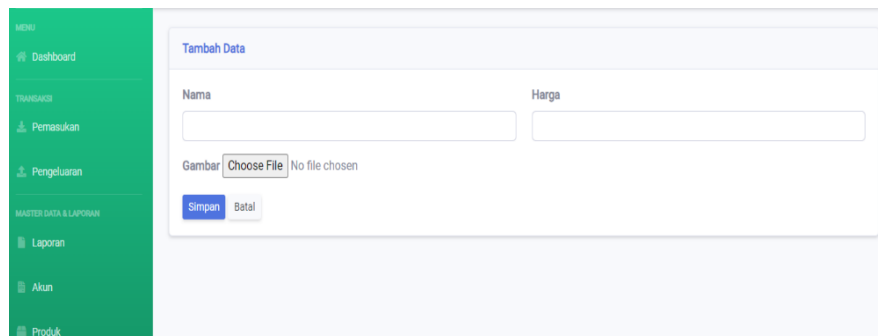 MENU
Dashboard
TRANSAKSI
Pemasukan
Pengeluaran
MASTER DATA & LAPORAN
Laporan
Akun
Produk
Tambah Data
Nama Harga
Gambar Choose File No file chosen
Simpan Batal